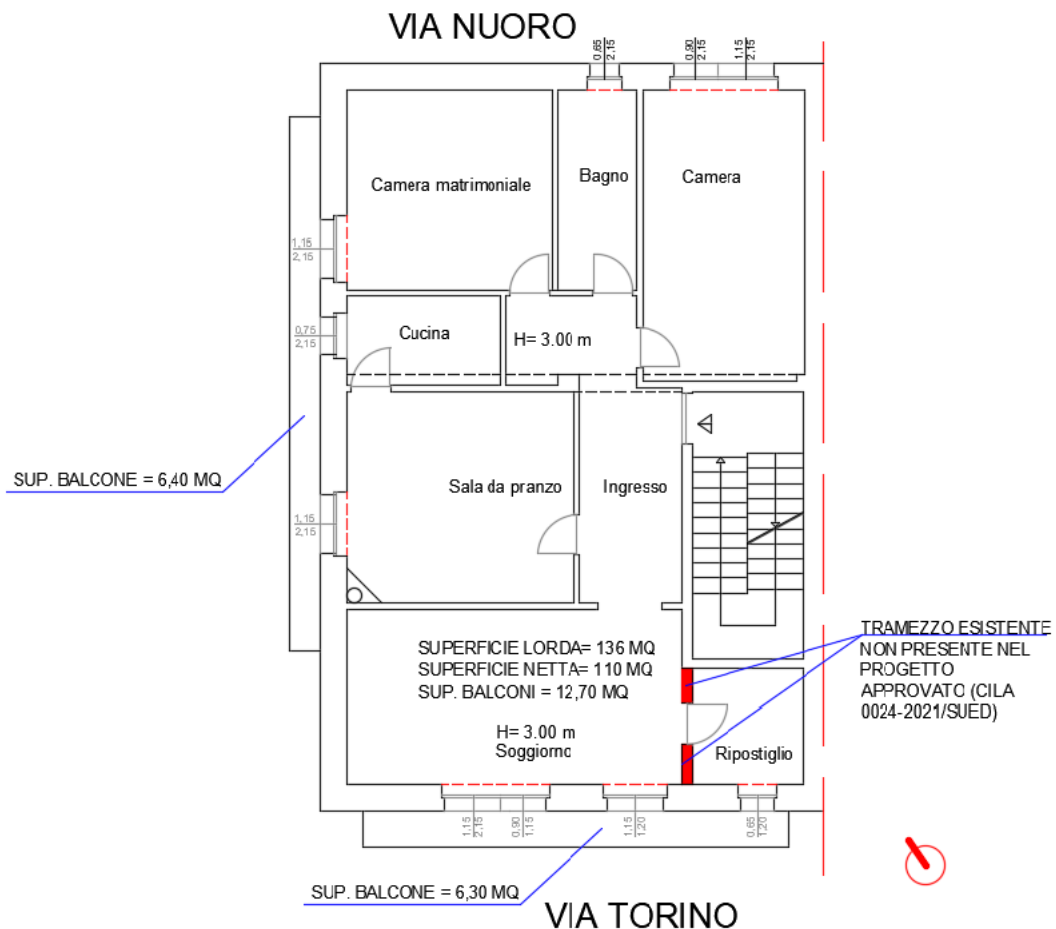 VIA NUORO
0,65
2,15
0,90
2,15
1,15
2,15
Camera matrimoniale
Bagno
Camera
1,15
2,15
0,75
2,15
Cucina
H= 3.00 m
SUP. BALCONE = 6,40 MQ
Sala da pranzo
Ingresso
1,15
2,15
SUPERFICIE LORDA= 136 MQ
SUPERFICIE NETTA= 110 MQ
SUP. BALCONI = 12,70 MQ
H= 3.00 m
Soggiorno
TRAMEZZO ESISTENTE
NON PRESENTE NEL
PROGETTO
APPROVATO (CILA
0024-2021/SUED)
Ripostiglio
1,15
2,15
0,90
1,15
1,15
1,20
0,65
1,20
SUP. BALCONE = 6,30 MQ
VIA TORINO